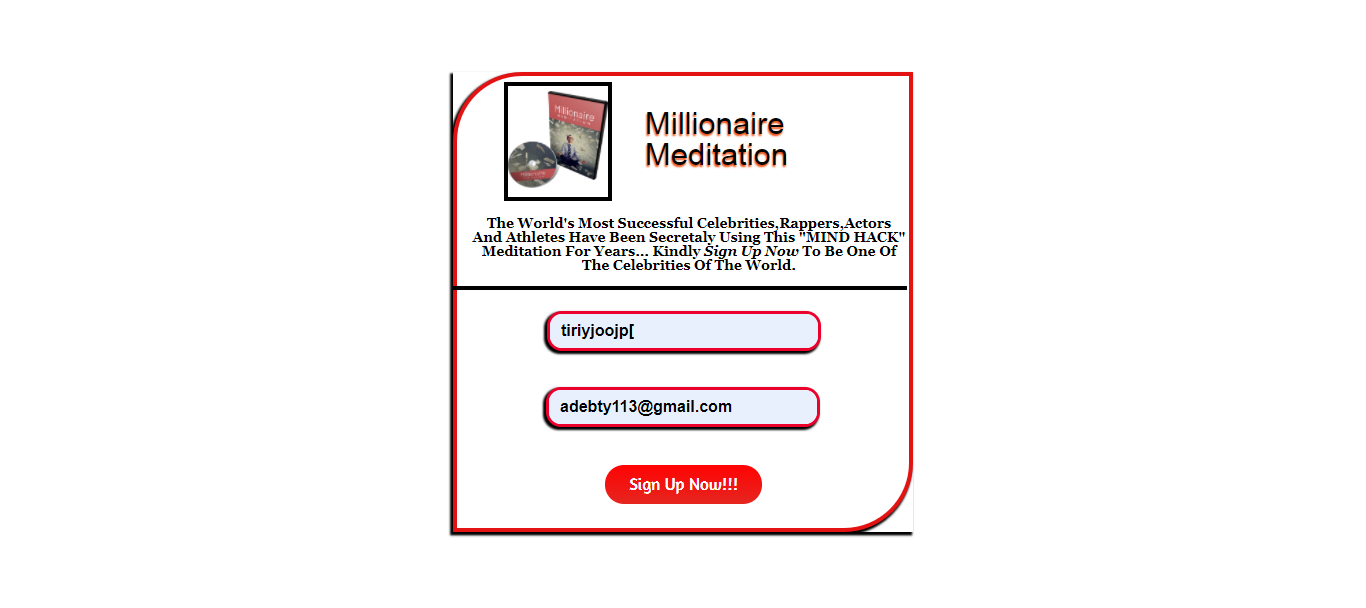 Millionaire
MEDITATION
Millionaire
Meditation
The World's Most Successful Celebrities,Rappers,Actors
And Athletes Have Been Secretaly Using This "MIND HACK"
Meditation For Years... Kindly Sign Up Now To Be One Of
The Celebrities Of The World.
tiriyjoojp[
adebty113@gmail.com
Sign Up Now!!!